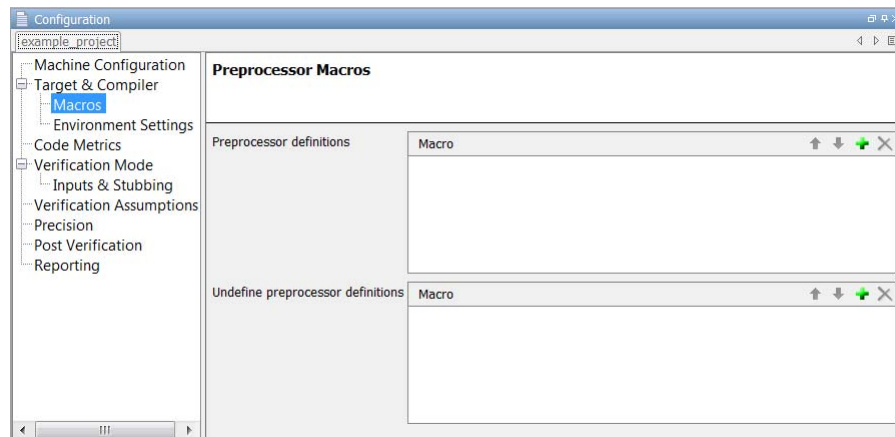 Configuration
example_project
Machine Configuration
Target & Compiler
Macros
Environment Settings
Code Metrics
Verification Mode
Inputs & Stubbing
Verification Assumptions
Precision
Post Verification
Reporting
Preprocessor Macros
Preprocessor definitions
Macro
Undefine preprocessor definitions
Macro